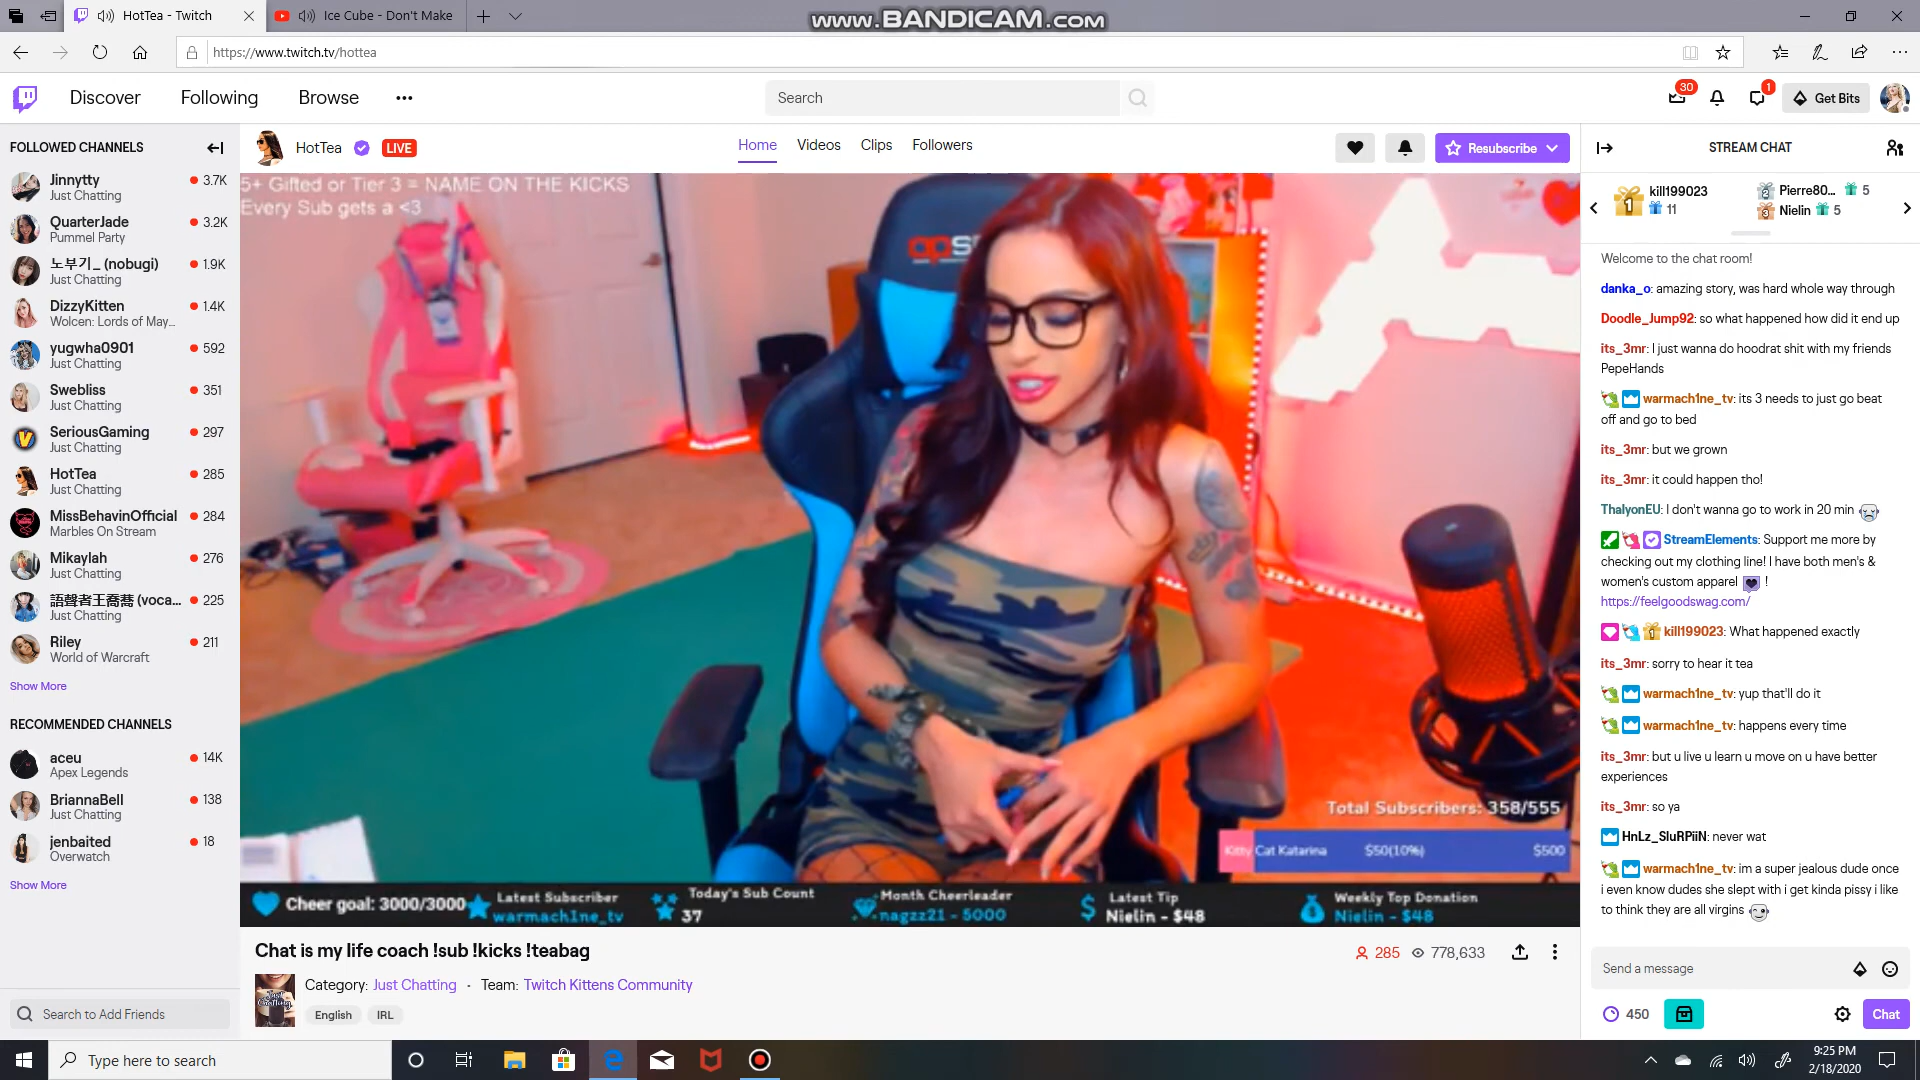 HotTea - Twitch
Ice Cube - Don't Make
www.BANDICAM.com
https://www.twitch.tv/hottea
Discover
Following
Browse
Search
30
1
Get Bits
FOLLOWED CHANNELS
Jinnytty
3.7K
Just Chatting
QuarterJade
3.2K
Pummel Party
노부기_ (nobugi)
1.9K
Just Chatting
DizzyKitten
1.4K
Wolcen: Lords of May...
yugwha0901
592
Just Chatting
Swebliss
351
Just Chatting
SeriousGaming
297
Just Chatting
HotTea
285
Just Chatting
MissBehavinOfficial
284
Marbles On Stream
Mikaylah
276
Just Chatting
語聲者王喬蕎 (voca...
225
Just Chatting
Riley
211
World of Warcraft
Show More
RECOMMENDED CHANNELS
aceu
14K
Apex Legends
BriannaBell
138
Just Chatting
jenbaited
18
Overwatch
Show More
Search to Add Friends
HotTea
LIVE
Home
Videos
Clips
Followers
Resubscribe
5+ Gifted or Tier 3 = NAME ON THE KICKS
Every Sub gets a <3
Total Subscribers: 358/555
Kitty Cat Katarina
$50(10%)
$500
Cheer goal: 3000/3000
Latest Subscriber
warmach1ne_tv
Today's Sub Count
37
Month Cheerleader
nagzz21 - 5000
Latest Tip
Nielin - $48
Weekly Top Donation
Nielin - $48
Chat is my life coach !sub !kicks !teabag
285
778,633
Category: Just Chatting · Team: Twitch Kittens Community
English
IRL
STREAM CHAT
1
kill199023
11
2
Pierre80...
5
3
Nielin
5
Welcome to the chat room!
danka_o: amazing story, was hard whole way through
Doodle_Jump92: so what happened how did it end up
its_3mr: I just wanna do hoodrat shit with my friends
PepeHands
warmach1ne_tv: its 3 needs to just go beat
off and go to bed
its_3mr: but we grown
its_3mr: it could happen tho!
ThalyonEU: I don't wanna go to work in 20 min
StreamElements: Support me more by
checking out my clothing line! I have both men's &
women's custom apparel !
https://feelgoodswag.com/
1
kill199023: What happened exactly
its_3mr: sorry to hear it tea
warmach1ne_tv: yup that'll do it
warmach1ne_tv: happens every time
its_3mr: but u live u learn u move on u have better
experiences
its_3mr: so ya
HnLz_SluRPiiN: never wat
warmach1ne_tv: im a super jealous dude once
i even know dudes she slept with i get kinda pissy i like
to think they are all virgins
Send a message
450
Chat
Type here to search
9:25 PM
2/18/2020